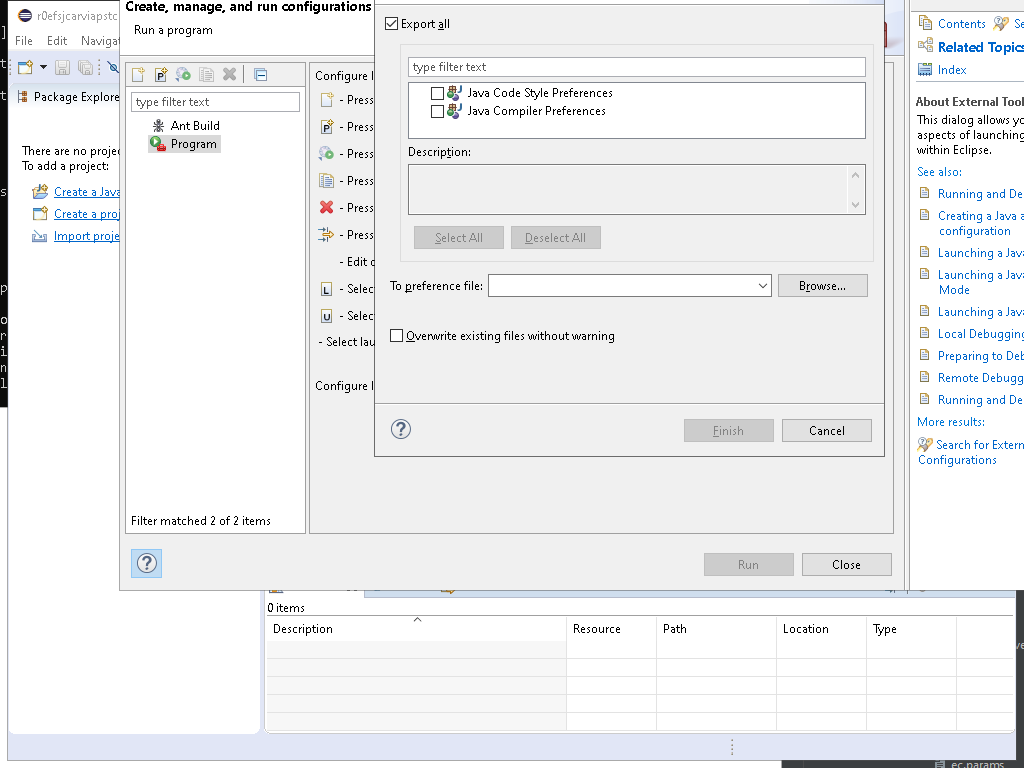 r0efsjcarviapstc
File Edit Naviga
Package Explore
There are no projec
To add a project:
Create a Java
Create a proj
Import proje
Create, manage, and run configurations
Run a program
type filter text
Ant Build
Program
Filter matched 2 of 2 items
Configure l
- Press
- Press
- Press
- Press
- Press
- Press
- Edit c
- Selec
- Selec
- Select lau
Configure l
Export all
type filter text
Java Code Style Preferences
Java Compiler Preferences
Description:
Select All
Deselect All
To preference file:
Browse...
Overwrite existing files without warning
Finish
Cancel
Run
Close
Contents
Se
Related Topics
Index
About External Tool
This dialog allows yo
aspects of launching
within Eclipse.
See also:
Running and De
Creating a Java a
configuration
Launching a Java
Launching a Java
Mode
Launching a Java
Local Debugging
Preparing to Deb
Remote Debugg
Running and De
More results:
Search for Extern
Configurations
0 items
Description Resource Path Location Type
ec.params